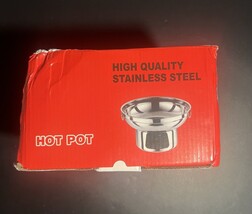 HIGH QUALITY
STAINLESS STEEL
HOT POT